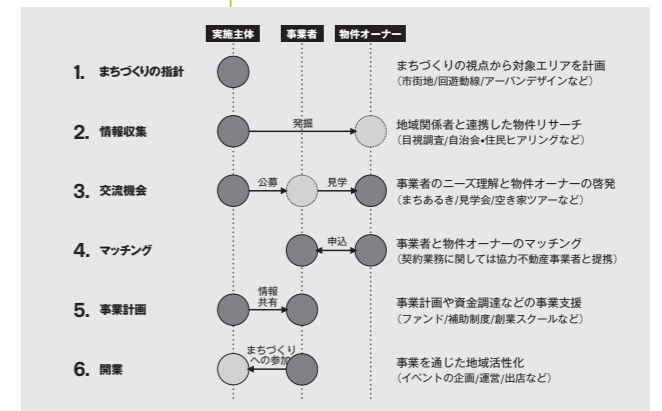 実施主体 事業者 物件オーナー
1. まちづくりの指針
まちづくりの視点から対象エリアを計画
(市街地/回遊動線/アーバンデザインなど)
2. 情報収集
発掘
地域関係者と連携した物件リサーチ
(目視調査/自治会•住民ヒアリングなど)
3. 交流機会
公募 見学
事業者のニーズ理解と物件オーナーの啓発
(まちあるき/見学会/空き家ツアーなど)
4. マッチング
申込
事業者と物件オーナーのマッチング
(契約業務に関しては協力不動産事業者と提携)
5. 事業計画
情報
共有
事業計画や資金調達などの事業支援
(ファンド/補助制度/創業スクールなど)
6. 開業
まちづくり
への参加
事業を通じた地域活性化
(イベントの企画/運営/出店など)